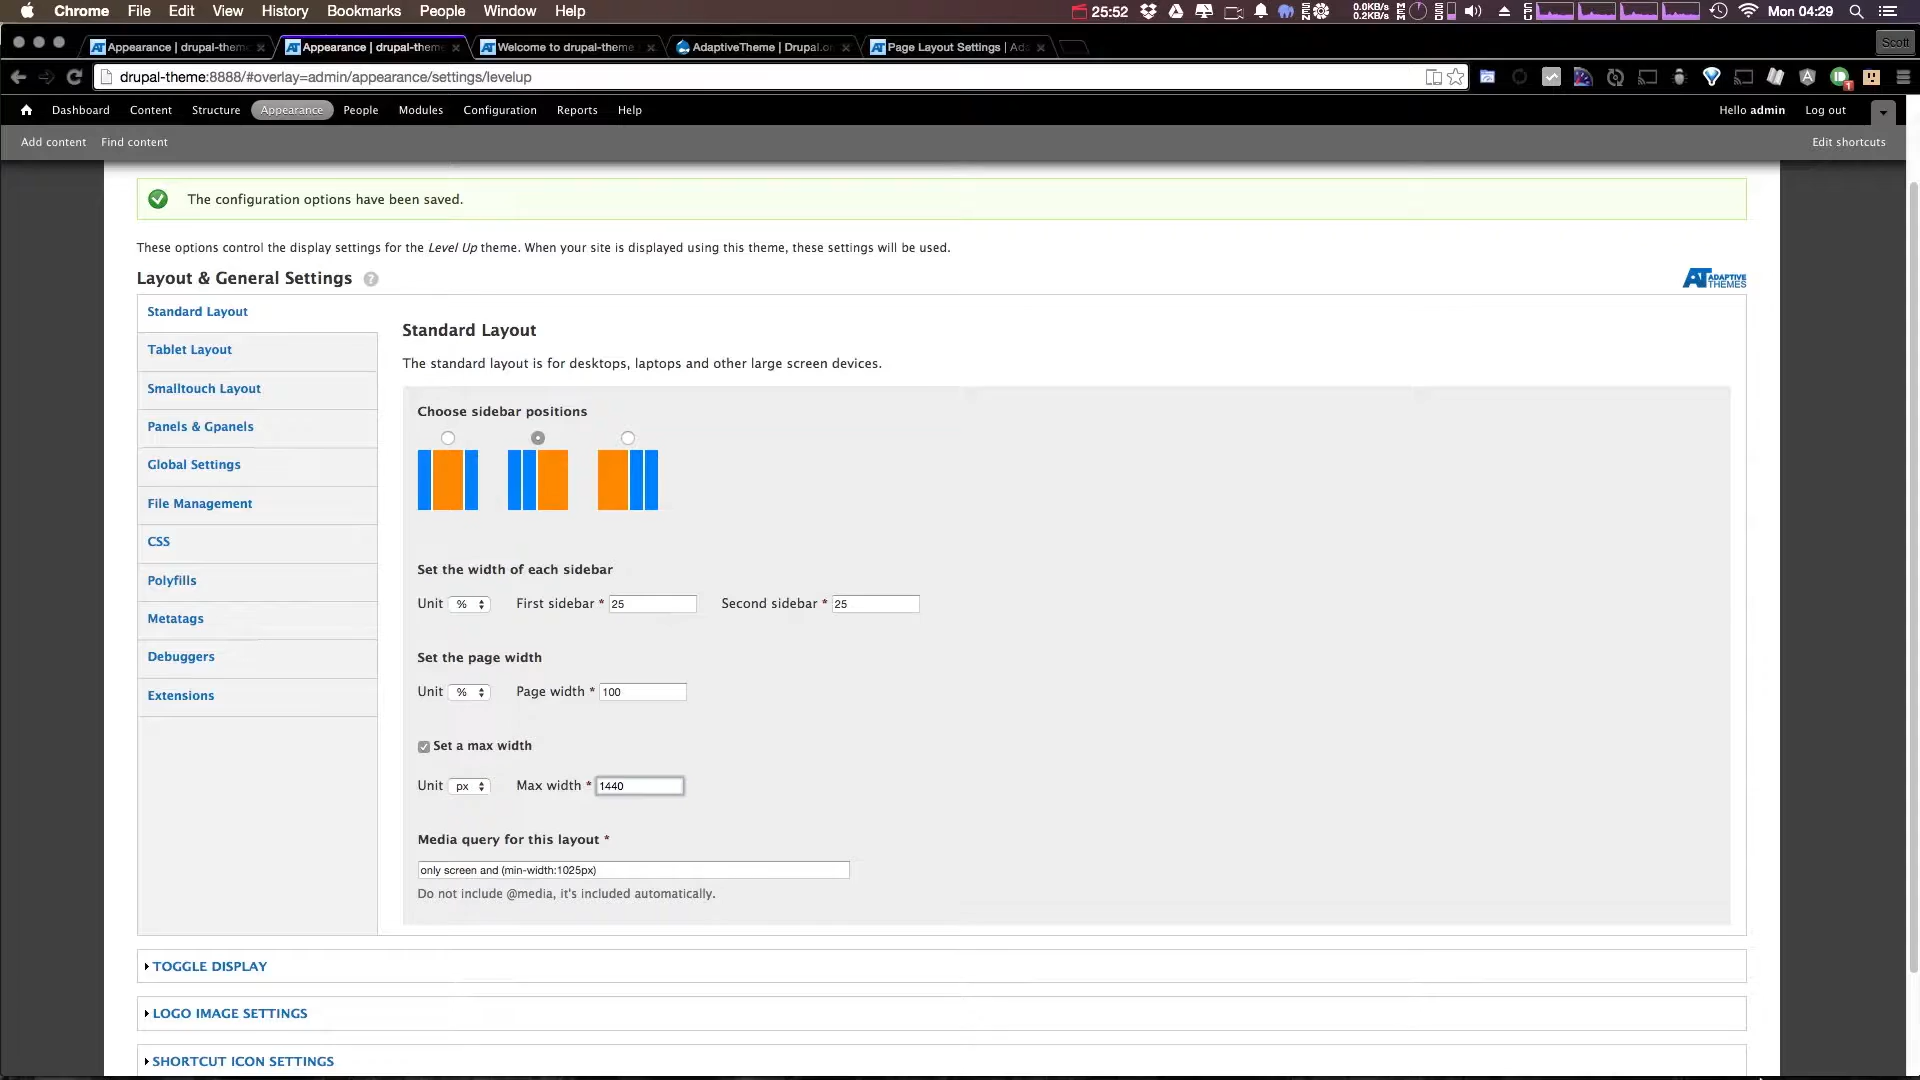 Chrome File Edit View History Bookmarks People Window Help 25:52 0.0KB/s 0.2KB/s Mon 04:29
Appearance | drupal-them Appearance | drupal-theme Welcome to drupal-theme AdaptiveTheme | Drupal.o Page Layout Settings | Ad Scott
drupal-theme:8888/#overlay=admin/appearance/settings/levelup
Dashboard Content Structure Appearance People Modules Configuration Reports Help Hello admin Log out
Add content Find content Edit shortcuts
The configuration options have been saved.
These options control the display settings for the Level Up theme. When your site is displayed using this theme, these settings will be used.
Layout & General Settings ?
AT ADAPTIVE THEMES
Standard Layout
Tablet Layout
Smalltouch Layout
Panels & Gpanels
Global Settings
File Management
CSS
Polyfills
Metatags
Debuggers
Extensions
Standard Layout
The standard layout is for desktops, laptops and other large screen devices.
Choose sidebar positions
Set the width of each sidebar
Unit % First sidebar * 25 Second sidebar * 25
Set the page width
Unit % Page width * 100
Set a max width
Unit px Max width * 1440
Media query for this layout *
only screen and (min-width:1025px)
Do not include @media, it's included automatically.
TOGGLE DISPLAY
LOGO IMAGE SETTINGS
SHORTCUT ICON SETTINGS